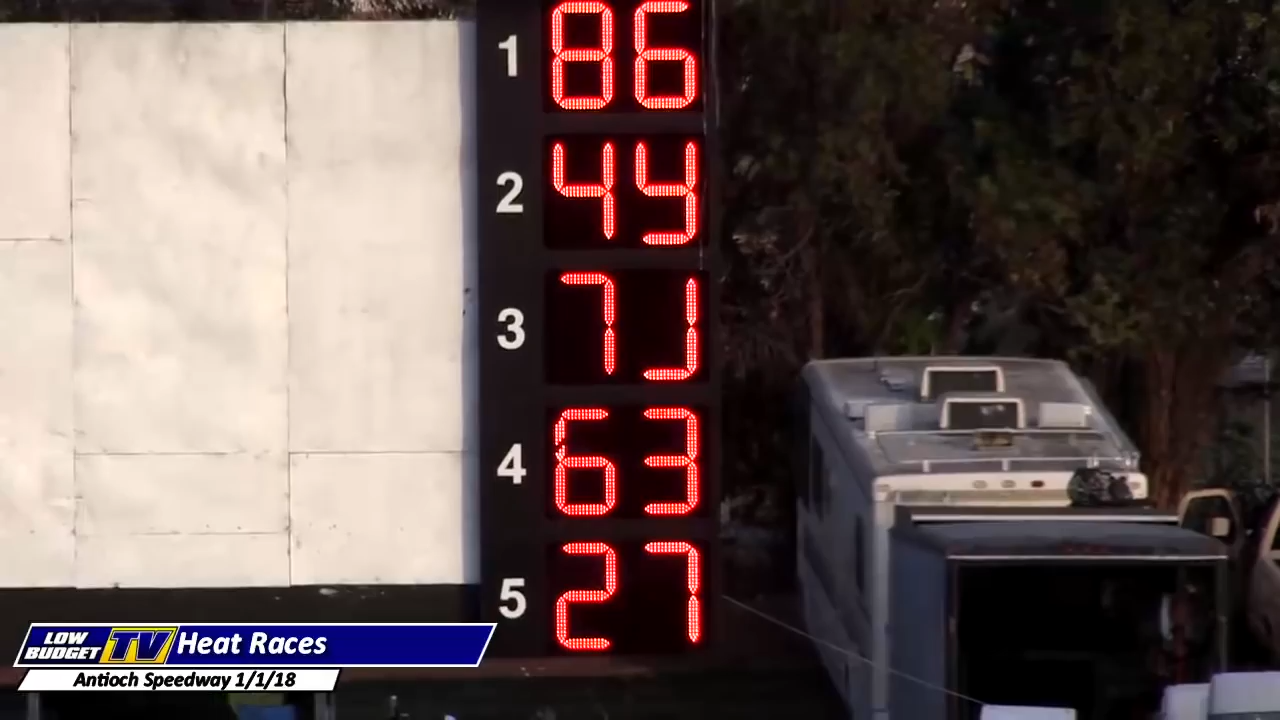 1 86
2 4Y
3 7J
4 63
5 27
LOW BUDGET TV Heat Races
Antioch Speedway 1/1/18